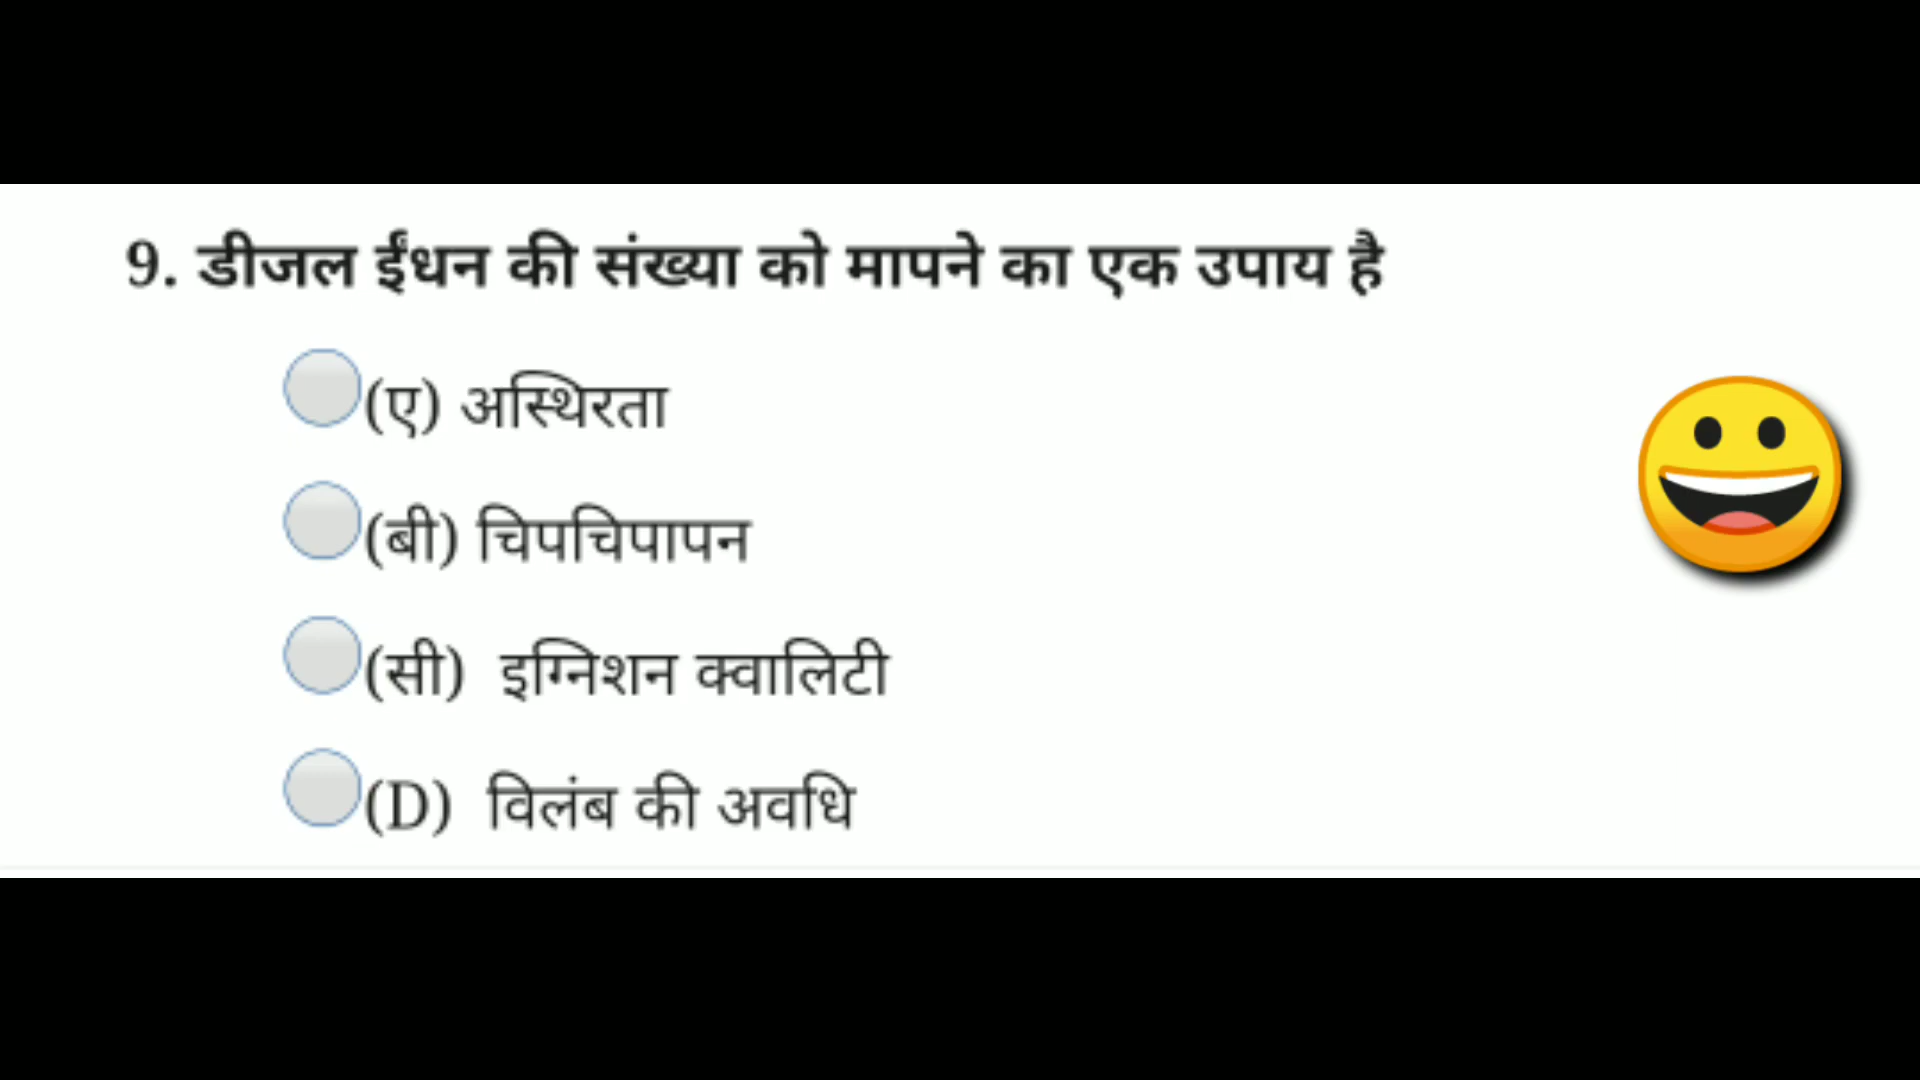 9. डीजल ईंधन की संख्या को मापने का एक उपाय है
(ए) अस्थिरता
(बी) चिपचिपापन
(सी) इग्निशन क्वालिटी
(D) विलंब की अवधि